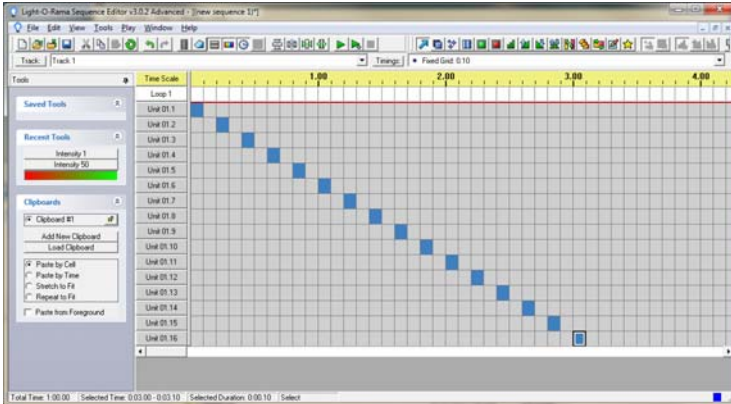 Light-O-Rama Sequence Editor v3.0.2 Advanced - [(new sequence 1)*]
File Edit View Tools Play Window Help
Track: Track 1 Timings: Fixed Grid: 0.10
Tools
Time Scale 1.00 2.00 3.00 4.00
Loop 1
Saved Tools
Recent Tools
Intensity 1
Intensity 50
Clipboards
Clipboard #1
Add New Clipboard
Load Clipboard
Paste by Cell
Paste by Time
Stretch to Fit
Repeat to Fit
Paste from Foreground
Unit 01.1
Unit 01.2
Unit 01.3
Unit 01.4
Unit 01.5
Unit 01.6
Unit 01.7
Unit 01.8
Unit 01.9
Unit 01.10
Unit 01.11
Unit 01.12
Unit 01.13
Unit 01.14
Unit 01.15
Unit 01.16
Total Time: 1:00.00 Selected Time: 0:03.00 - 0:03.10 Selected Duration: 0:00.10 Select